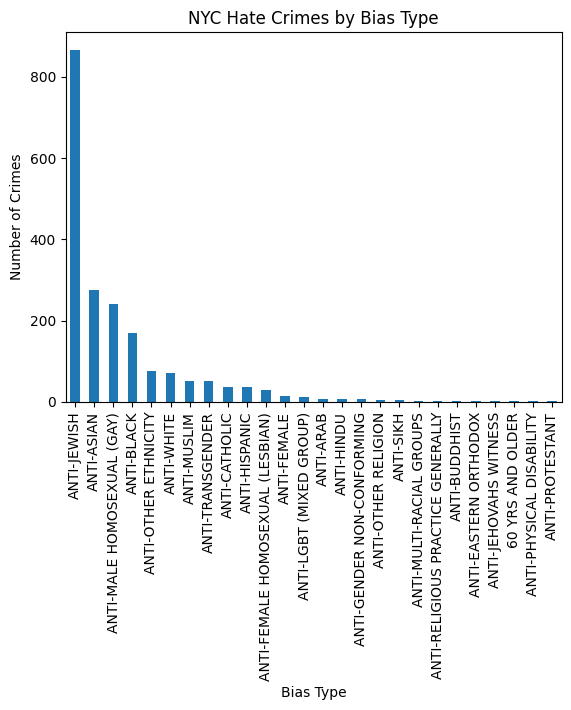 NYC Hate Crimes by Bias Type
Number of Crimes
800
600
400
200
0
ANTI-JEWISH
ANTI-ASIAN
ANTI-MALE HOMOSEXUAL (GAY)
ANTI-BLACK
ANTI-OTHER ETHNICITY
ANTI-WHITE
ANTI-MUSLIM
ANTI-TRANSGENDER
ANTI-CATHOLIC
ANTI-HISPANIC
ANTI-FEMALE HOMOSEXUAL (LESBIAN)
ANTI-FEMALE
ANTI-LGBT (MIXED GROUP)
ANTI-ARAB
ANTI-HINDU
ANTI-GENDER NON-CONFORMING
ANTI-OTHER RELIGION
ANTI-SIKH
ANTI-MULTI-RACIAL GROUPS
ANTI-RELIGIOUS PRACTICE GENERALLY
ANTI-BUDDHIST
ANTI-EASTERN ORTHODOX
ANTI-JEHOVAHS WITNESS
60 YRS AND OLDER
ANTI-PHYSICAL DISABILITY
ANTI-PROTESTANT
Bias Type